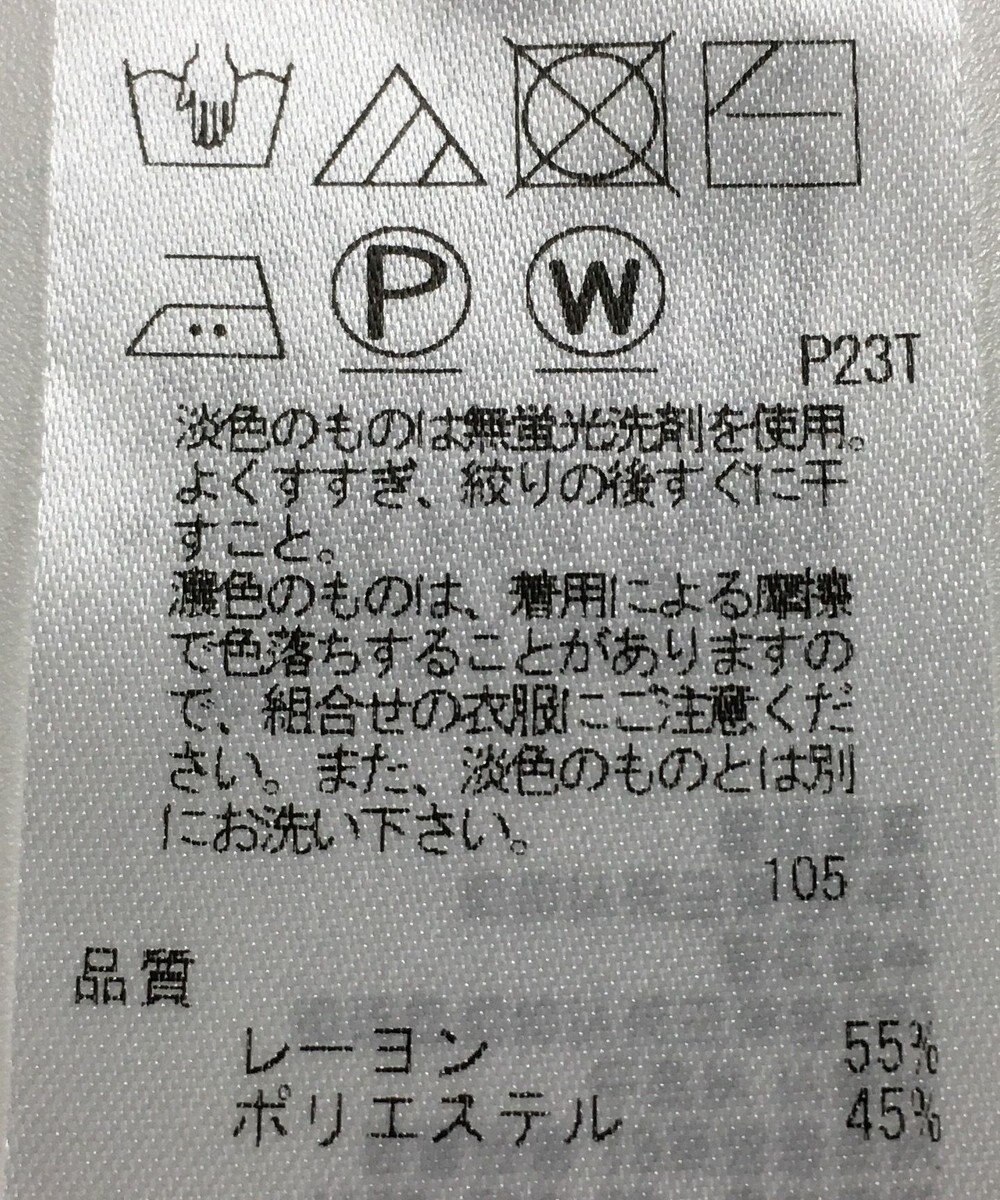 P W
P23T
淡色のものは無蛍光洗剤を使用。
よくすすぎ、絞りの後すぐに干
すこと。
濃色のものは、着用による摩擦
で色落ちすることがありますの
で、組合せの衣服にご注意くだ
さい。また、淡色のものとは別
にお洗い下さい。
105
品質
レーヨン 55%
ポリエステル 45%